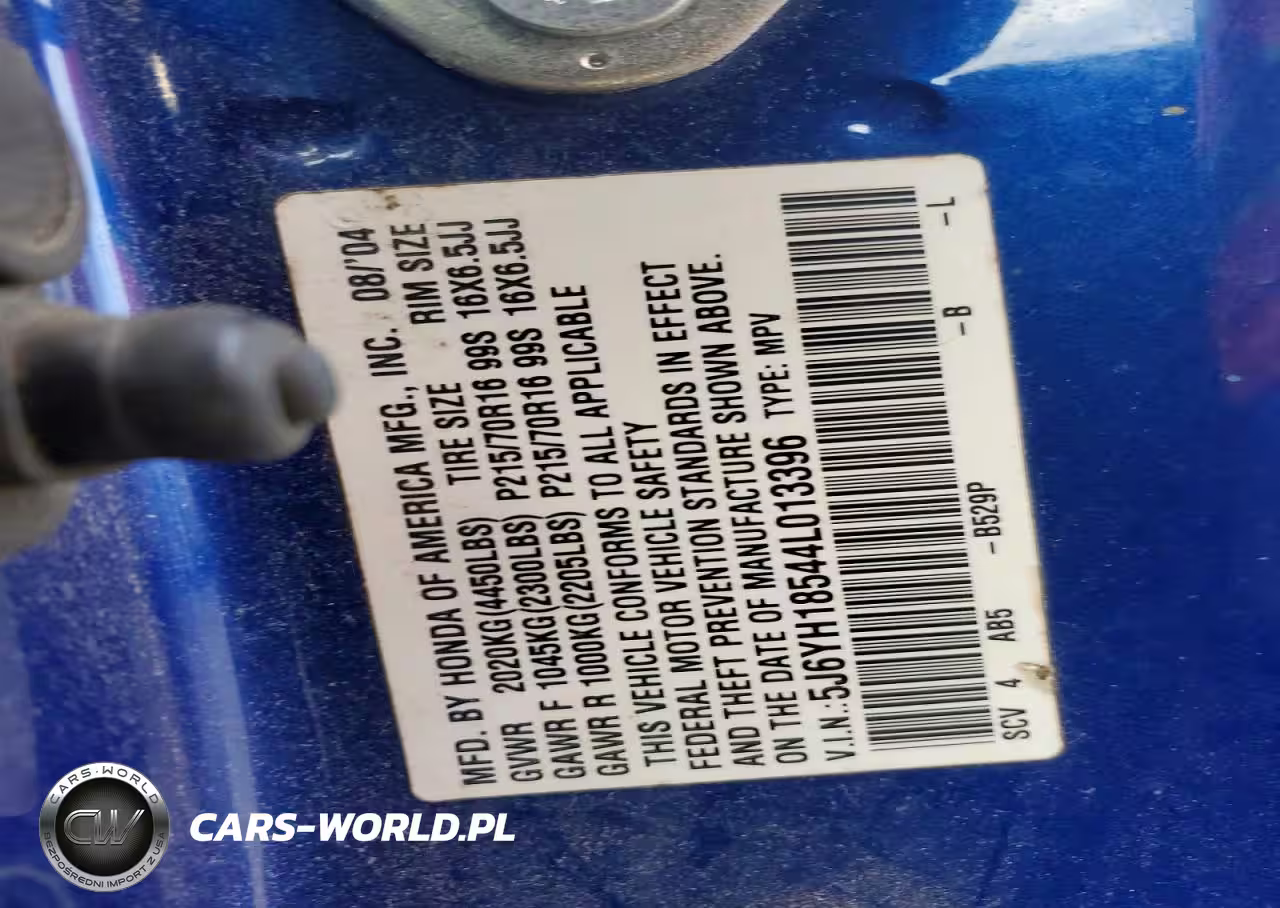 MFD. BY HONDA OF AMERICA MFG., INC. 08/'04
GVWR 2020KG(4450LBS) TIRE SIZE RIM SIZE
GAWR F 1045KG(2300LBS) P215/70R16 99S 16X6.5JJ
GAWR R 1000KG(2205LBS) P215/70R16 99S 16X6.5JJ
THIS VEHICLE CONFORMS TO ALL APPLICABLE
FEDERAL MOTOR VEHICLE SAFETY
AND THEFT PREVENTION STANDARDS IN EFFECT
ON THE DATE OF MANUFACTURE SHOWN ABOVE.
V.I.N.:5J6YH18544L013396 TYPE: MPV
SCV 4 AB5 -B529P -B -L
CARS-WORLD
CW
BEZPOŚREDNI IMPORT Z USA
CARS-WORLD.PL